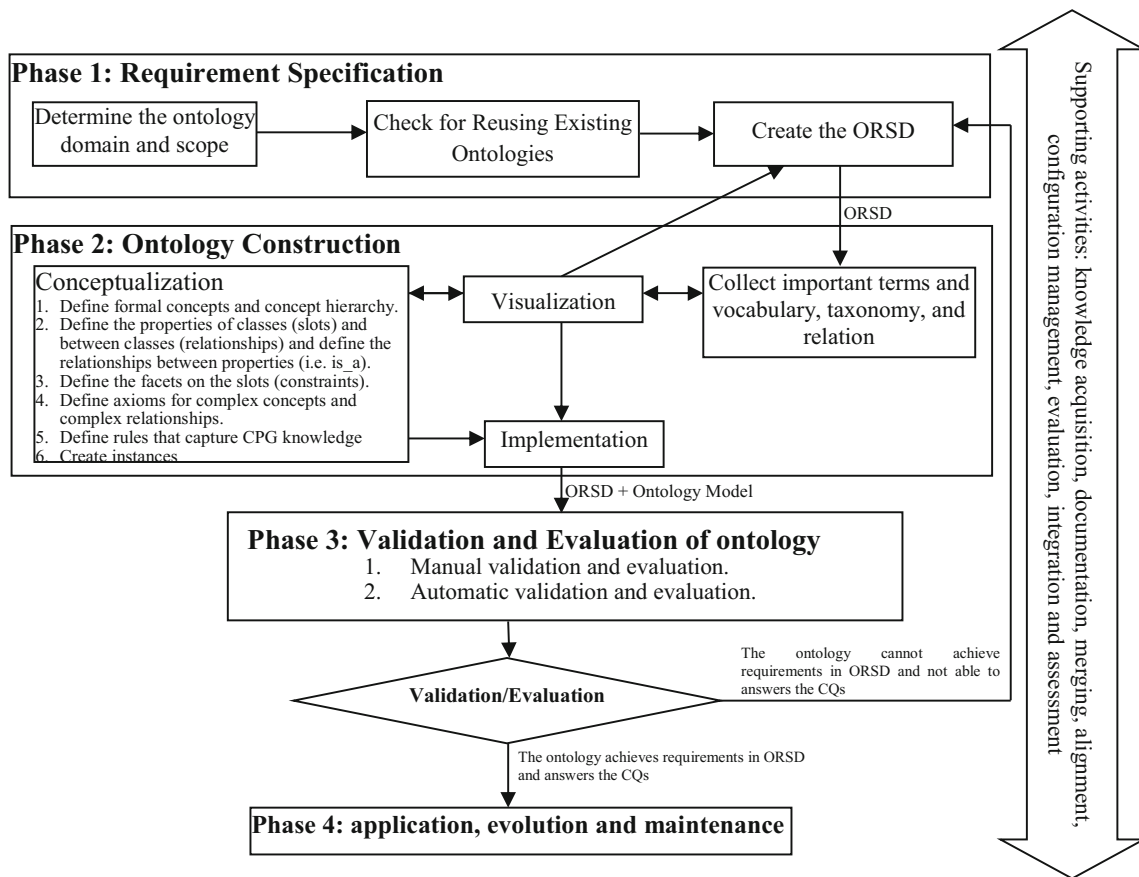 Phase 1: Requirement Specification
Determine the ontology
domain and scope
Check for Reusing Existing
Ontologies
Create the ORSD
ORSD
Phase 2: Ontology Construction
Conceptualization
1. Define formal concepts and concept hierarchy.
2. Define the properties of classes (slots) and
between classes (relationships) and define the
relationships between properties (i.e. is_a).
3. Define the facets on the slots (constraints).
4. Define axioms for complex concepts and
complex relationships.
5. Define rules that capture CPG knowledge
6. Create instances
Visualization
Collect important terms and
vocabulary, taxonomy, and
relation
Implementation
ORSD + Ontology Model
Phase 3: Validation and Evaluation of ontology
1. Manual validation and evaluation.
2. Automatic validation and evaluation.
Validation/Evaluation
The ontology cannot achieve
requirements in ORSD and not able to
answers the CQs
The ontology achieves requirements in ORSD
and answers the CQs
Phase 4: application, evolution and maintenance
Supporting activities: knowledge acquisition, documentation, merging, alignment,
configuration management, evaluation, integration and assessment